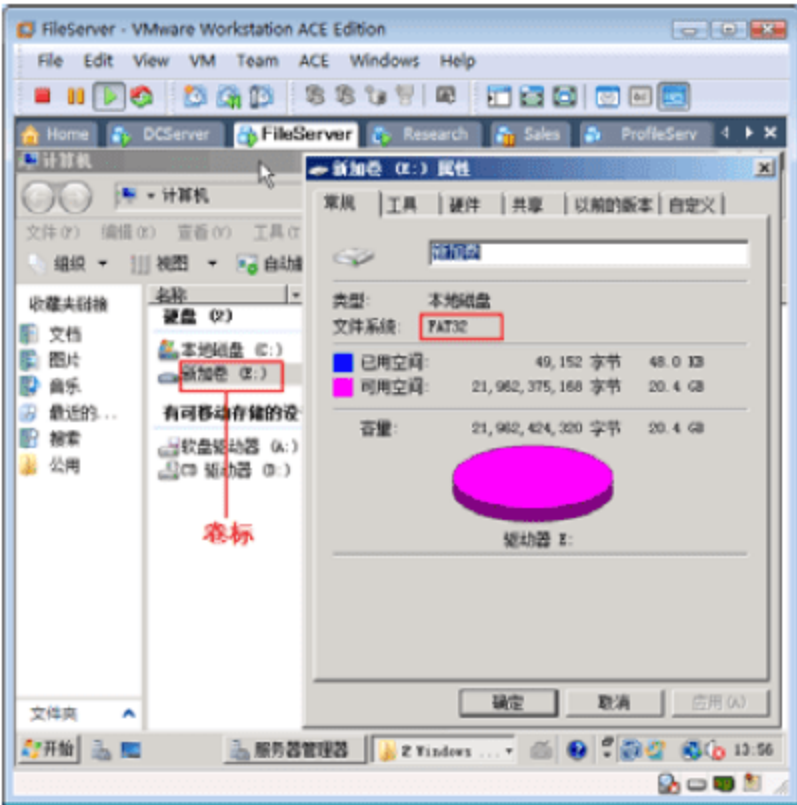 FileServer - VMware Workstation ACE Edition
File Edit View VM Team ACE Windows Help
Home DCServer FileServer Research Sales ProfileServ
计算机
新加卷 (E:) 属性
计算机
常规 工具 硬件 共享 以前的版本 自定义
文件(F) 编辑(E) 查看(V) 工具(T
组织 视图 自动
新加卷
收藏夹链接
名称
类型: 本地磁盘
文件系统: FAT32
硬盘 (2)
文档
本地磁盘 (C:)
图片
新加卷 (E:)
已用空间: 49,152 字节 48.0 KB
可用空间: 21,962,375,168 字节 20.4 GB
音乐
最近的...
有可移动存储的设
容量: 21,962,424,320 字节 20.4 GB
搜索
软盘驱动器 (A:)
公用
CD 驱动器 (D:)
卷标
驱动器 E:
文件夹
确定 取消 应用(A)
开始 服务器管理器 2 Windows ... 13:56